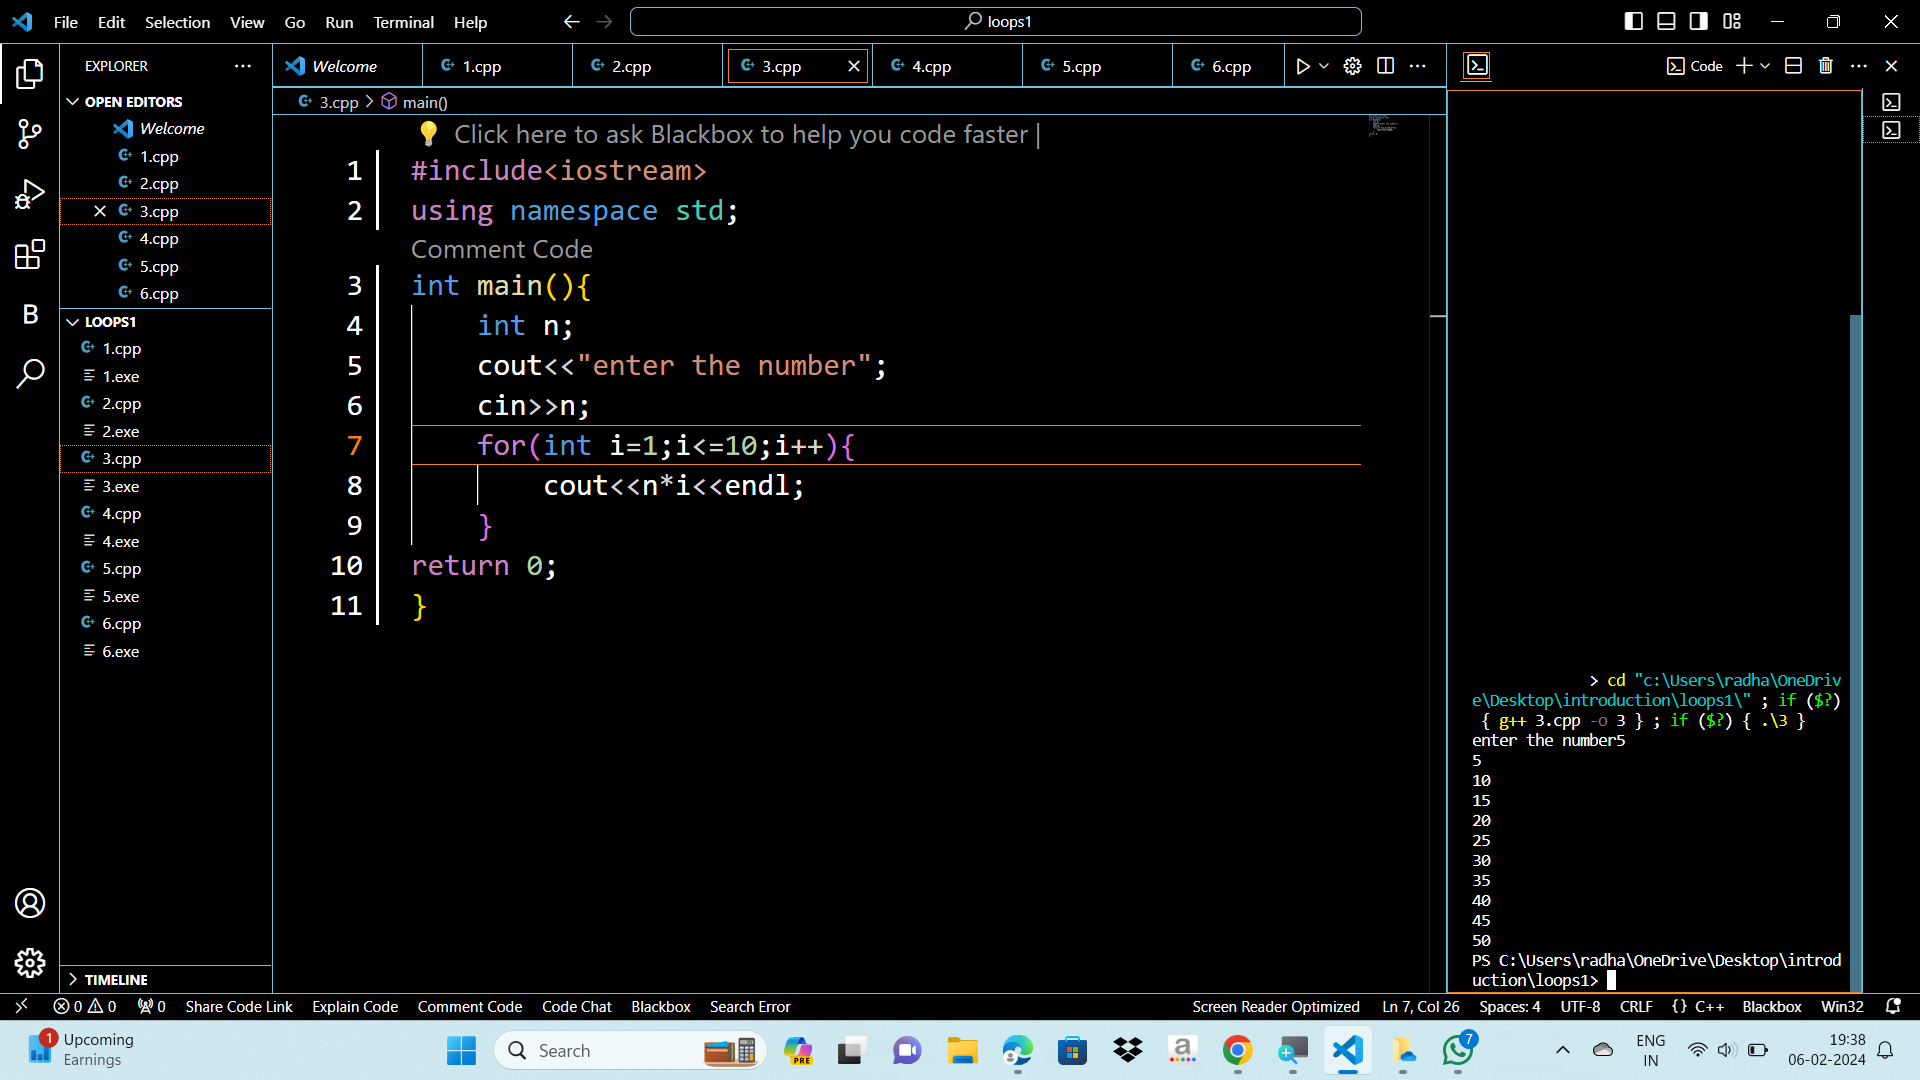 File Edit Selection View Go Run Terminal Help
loops1
EXPLORER
OPEN EDITORS
Welcome
1.cpp
2.cpp
3.cpp
4.cpp
5.cpp
6.cpp
LOOPS1
1.cpp
1.exe
2.cpp
2.exe
3.cpp
3.exe
4.cpp
4.exe
5.cpp
5.exe
6.cpp
6.exe
TIMELINE
Welcome 1.cpp 2.cpp 3.cpp 4.cpp 5.cpp 6.cpp
3.cpp > main()
Click here to ask Blackbox to help you code faster |
1 #include<iostream>
2 using namespace std;
Comment Code
3 int main(){
4 int n;
5 cout<<"enter the number";
6 cin>>n;
7 for(int i=1;i<=10;i++){
8 cout<<n*i<<endl;
9 }
10 return 0;
11 }
Code
> cd "c:\Users\radha\OneDriv
e\Desktop\introduction\loops1\" ; if ($?)
{ g++ 3.cpp -o 3 } ; if ($?) { .\3 }
enter the number5
5
10
15
20
25
30
35
40
45
50
PS C:\Users\radha\OneDrive\Desktop\introd
uction\loops1>
0 0 0 Share Code Link Explain Code Comment Code Code Chat Blackbox Search Error Screen Reader Optimized Ln 7, Col 26 Spaces: 4 UTF-8 CRLF {} C++ Blackbox Win32
1 Upcoming
Earnings
Search
PRE
7
ENG
IN
19:38
06-02-2024